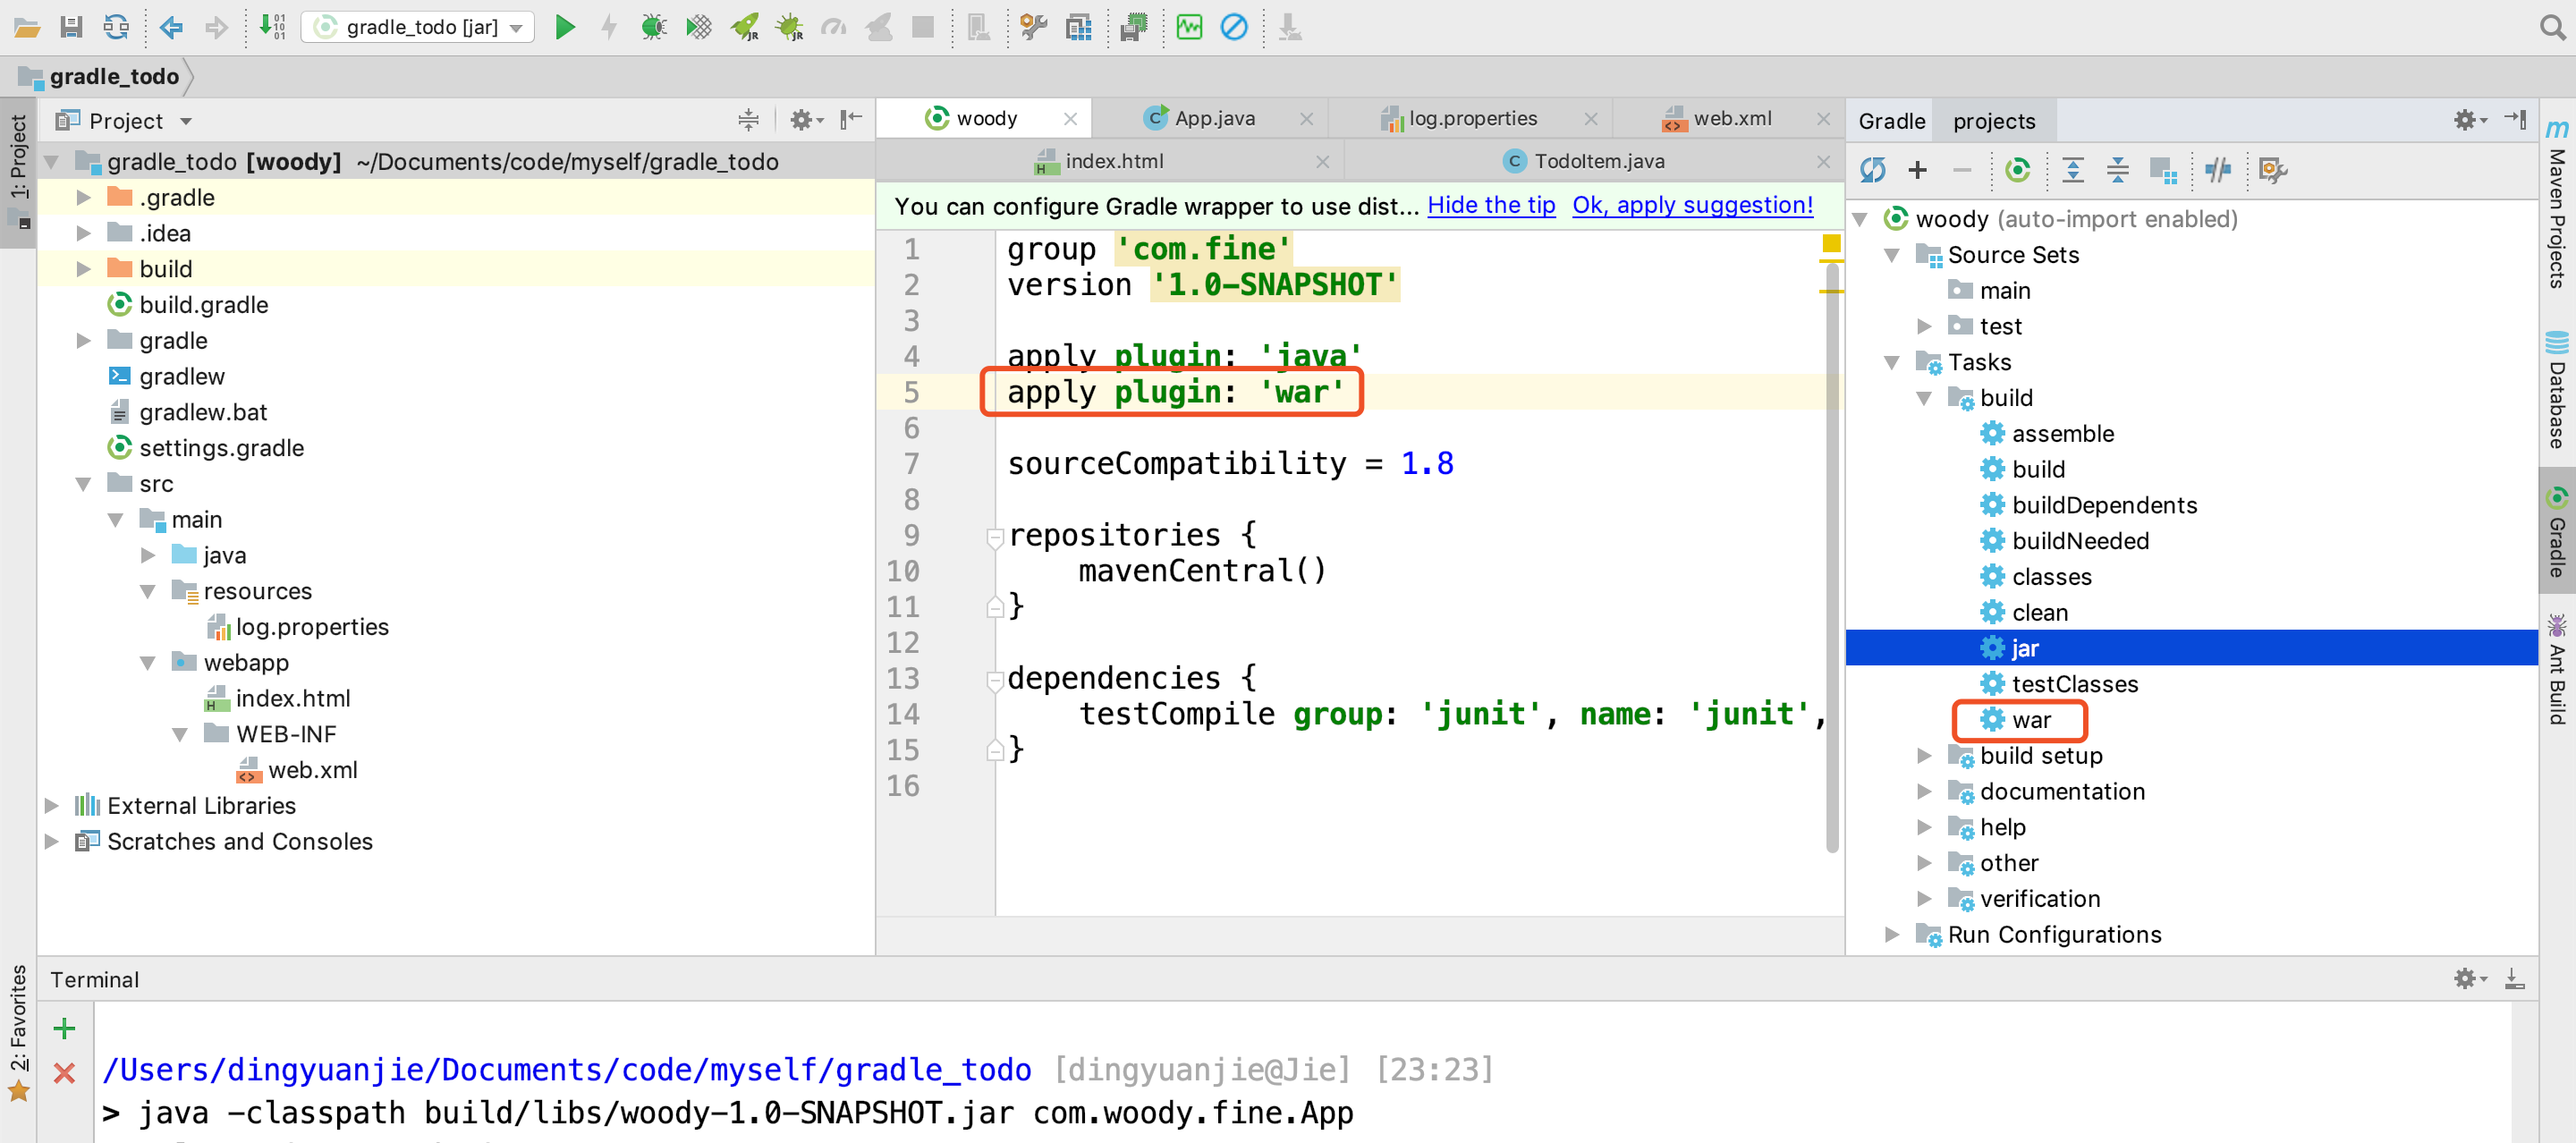 gradle_todo [jar]
gradle_todo
1: Project
2: Favorites
Project
gradle_todo [woody] ~/Documents/code/myself/gradle_todo
.gradle
.idea
build
build.gradle
gradle
gradlew
gradlew.bat
settings.gradle
src
main
java
resources
log.properties
webapp
index.html
WEB-INF
web.xml
External Libraries
Scratches and Consoles
woody
App.java
log.properties
web.xml
index.html
TodoItem.java
You can configure Gradle wrapper to use dist... Hide the tip Ok, apply suggestion!
1 group 'com.fine'
2 version '1.0-SNAPSHOT'
3
4 apply plugin: 'java'
5 apply plugin: 'war'
6
7 sourceCompatibility = 1.8
8
9 repositories {
10 mavenCentral()
11 }
12
13 dependencies {
14 testCompile group: 'junit', name: 'junit',
15 }
16
Gradle projects
woody (auto-import enabled)
Source Sets
main
test
Tasks
build
assemble
build
buildDependents
buildNeeded
classes
clean
jar
testClasses
war
build setup
documentation
help
other
verification
Run Configurations
Maven Projects
Database
Gradle
Ant Build
Terminal
/Users/dingyuanjie/Documents/code/myself/gradle_todo [dingyuanjie@Jie] [23:23]
> java -classpath build/libs/woody-1.0-SNAPSHOT.jar com.woody.fine.App